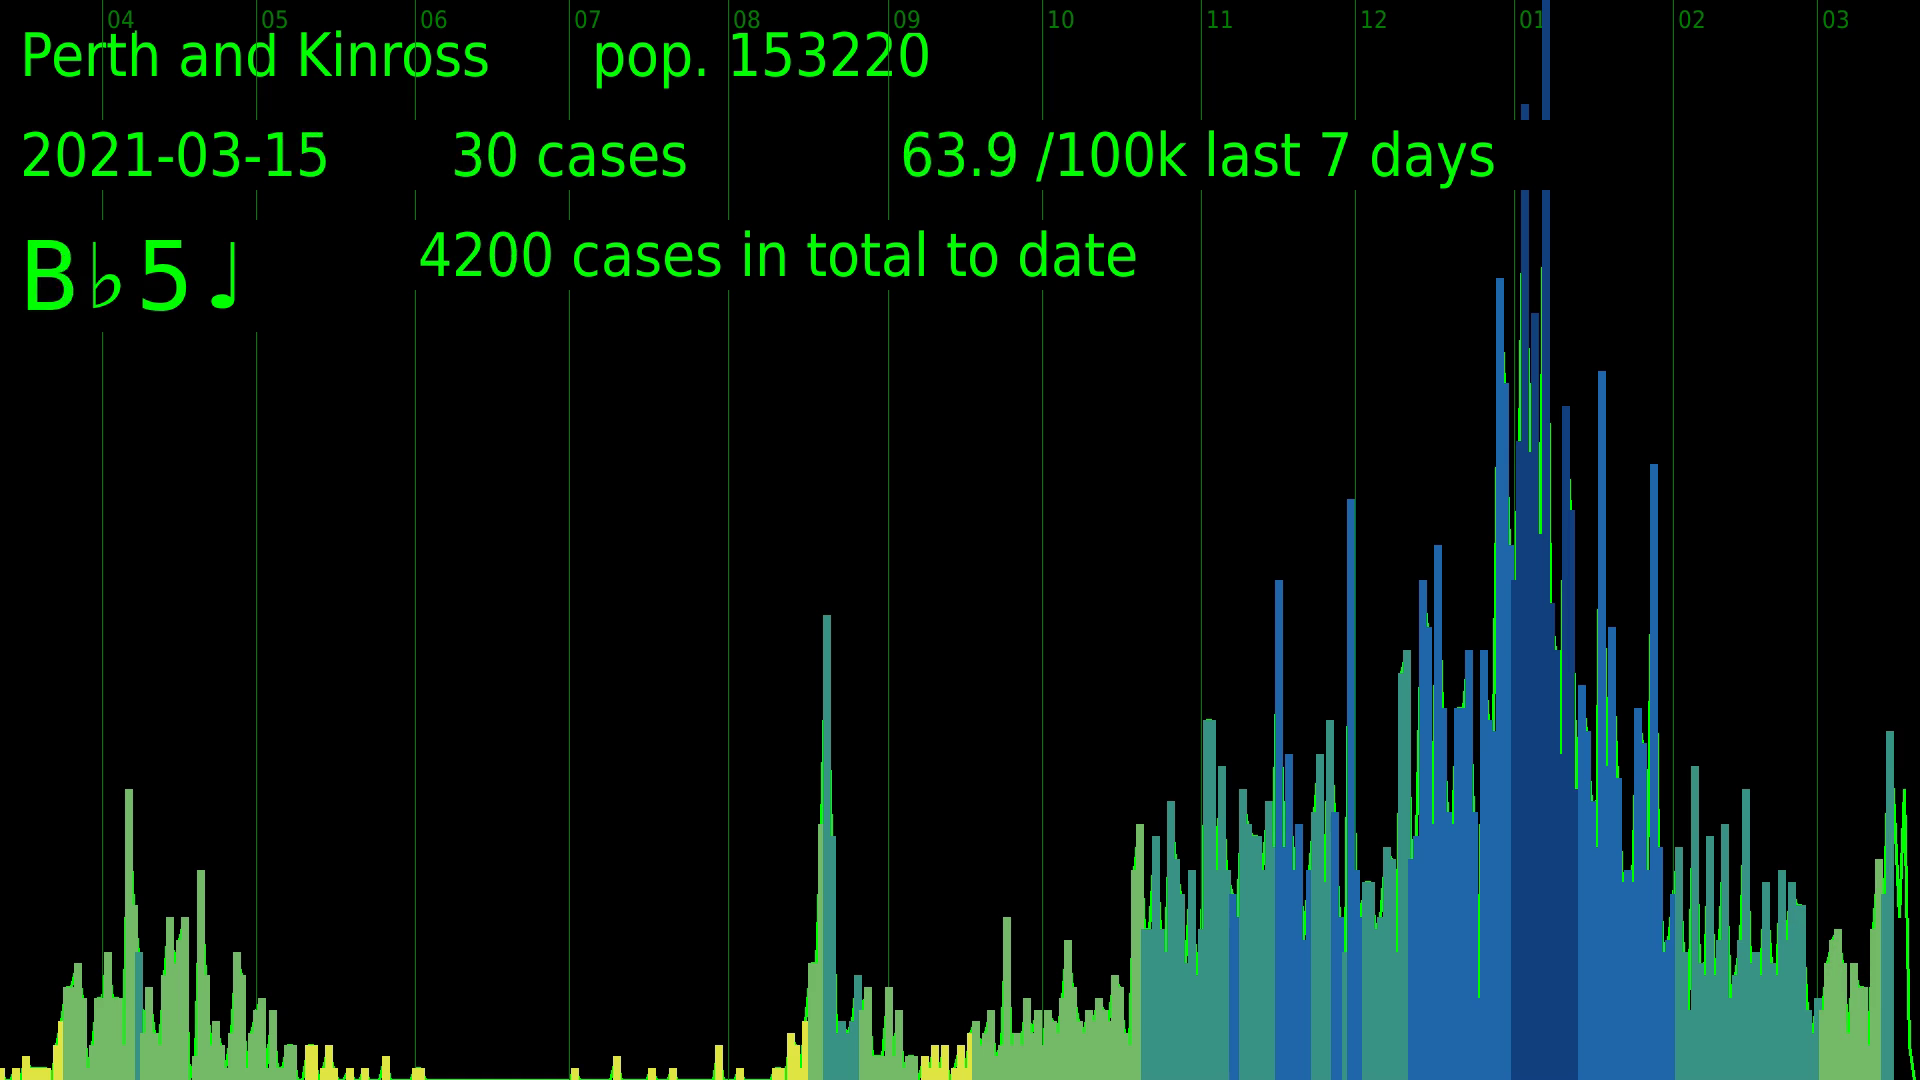 04 05 06 07 08 09 10 11 12 01 02 03
Perth and Kinross pop. 153220
2021-03-15 30 cases 63.9 /100k last 7 days
B♭5♩ 4200 cases in total to date